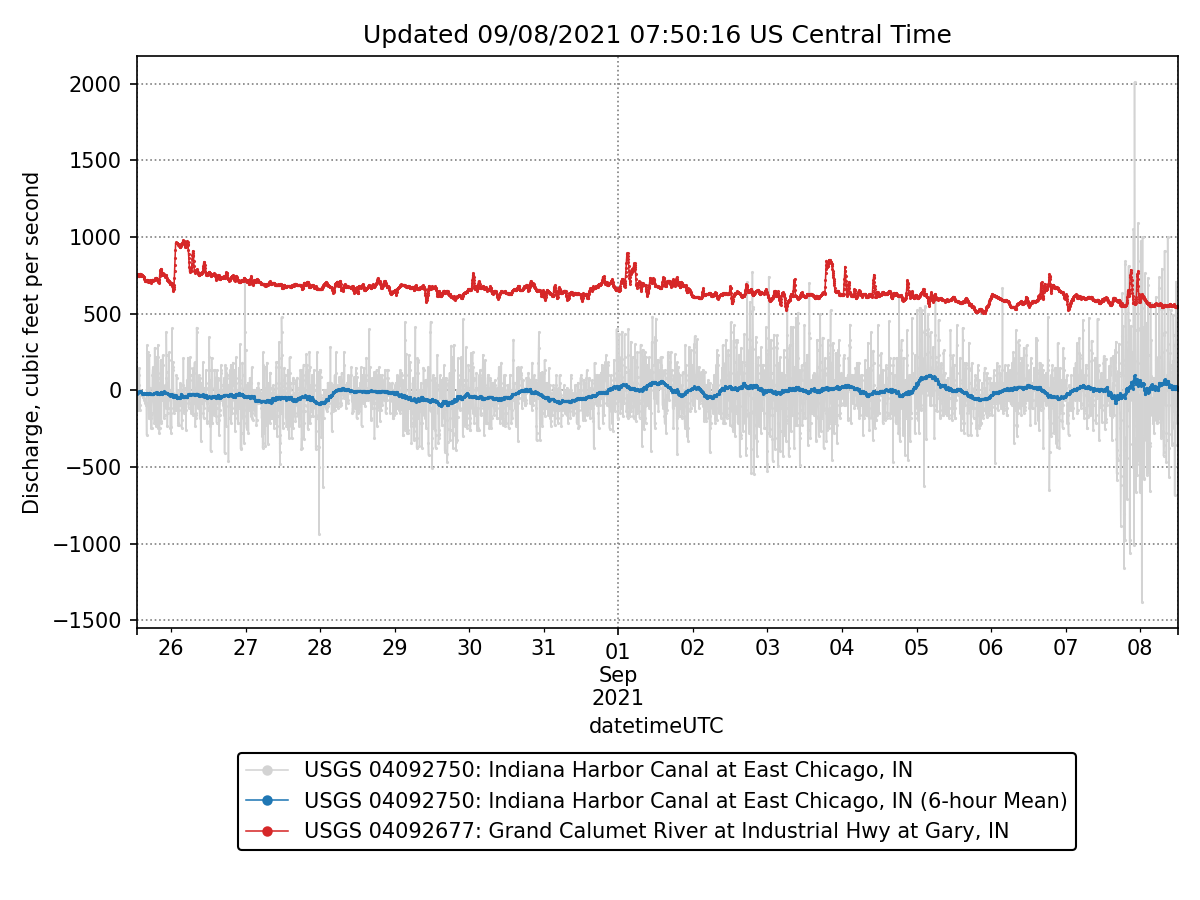 Updated 09/08/2021 07:50:16 US Central Time
Discharge, cubic feet per second
2000
1500
1000
500
0
−500
−1000
−1500
26 27 28 29 30 31 01 02 03 04 05 06 07 08
Sep
2021
datetimeUTC
USGS 04092750: Indiana Harbor Canal at East Chicago, IN
USGS 04092750: Indiana Harbor Canal at East Chicago, IN (6-hour Mean)
USGS 04092677: Grand Calumet River at Industrial Hwy at Gary, IN